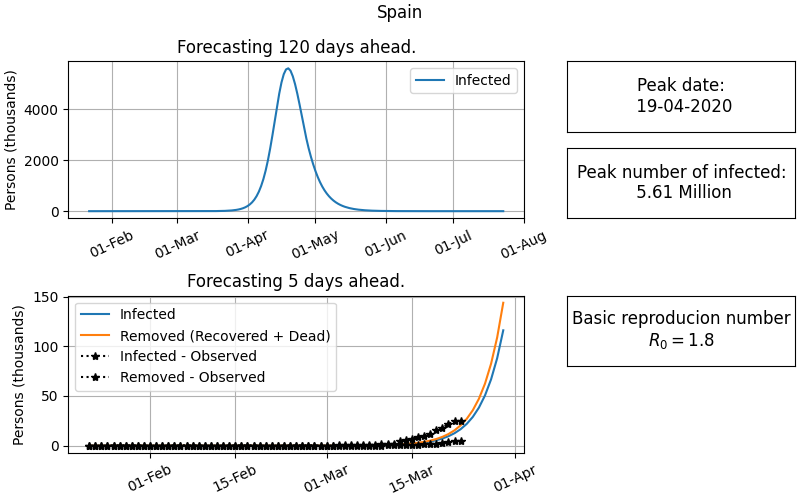 Spain
Forecasting 120 days ahead.
Persons (thousands)
4000
2000
0
Infected
01-Feb
01-Mar
01-Apr
01-May
01-Jun
01-Jul
01-Aug
Peak date:
19-04-2020
Peak number of infected:
5.61 Million
Forecasting 5 days ahead.
Persons (thousands)
150
100
50
0
Infected
Removed (Recovered + Dead)
Infected - Observed
Removed - Observed
01-Feb
15-Feb
01-Mar
15-Mar
01-Apr
Basic reproducion number
R₀ = 1.8